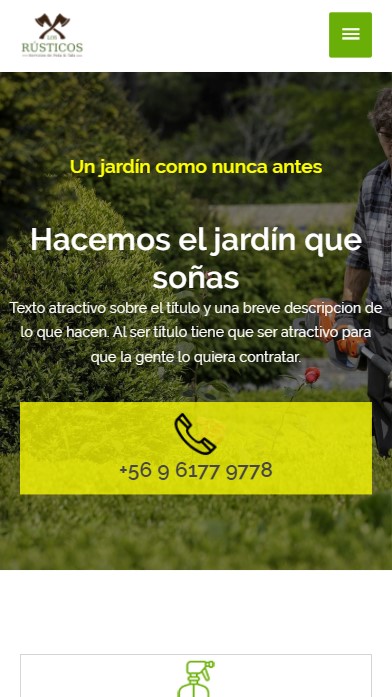 LOS
RÚSTICOS
Un jardín como nunca antes
Hacemos el jardín que
soñas
Texto atractivo sobre el titulo y una breve descripcion de
lo que hacen. Al ser titulo tiene que ser atractivo para
que la gente lo quiera contratar.
+56 9 6177 9778